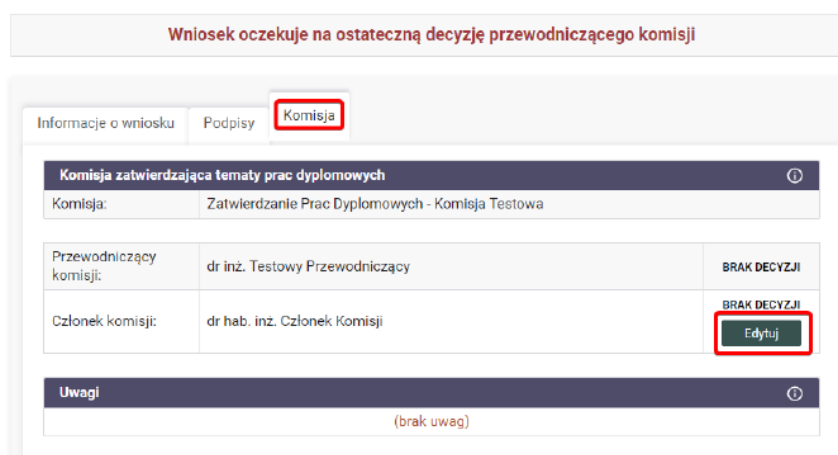 Wniosek oczekuje na ostateczną decyzję przewodniczącego komisji
Informacje o wniosku Podpisy Komisja
Komisja zatwierdzająca tematy prac dyplomowych
Komisja: Zatwierdzanie Prac Dyplomowych - Komisja Testowa
Przewodniczący
komisji: dr inż. Testowy Przewodniczący BRAK DECYZJI
BRAK DECYZJI
Członek komisji: dr hab. inż. Członek Komisji
Edytuj
Uwagi
(brak uwag)